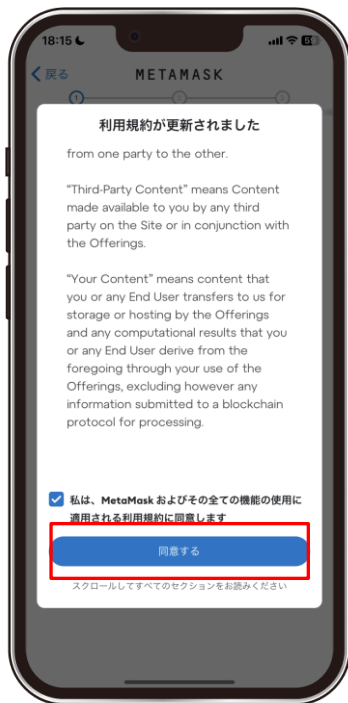 18:15
戻る METAMASK
1 2 3
利用規約が更新されました
from one party to the other.
"Third-Party Content" means Content
made available to you by any third
party on the Site or in conjunction with
the Offerings.
"Your Content" means content that
you or any End User transfers to us for
storage or hosting by the Offerings
and any computational results that you
or any End User derive from the
foregoing through your use of the
Offerings, excluding however any
information submitted to a blockchain
protocol for processing.
私は、MetaMask およびその全ての機能の使用に
適用される利用規約に同意します
同意する
スクロールしてすべてのセクションをお読みください